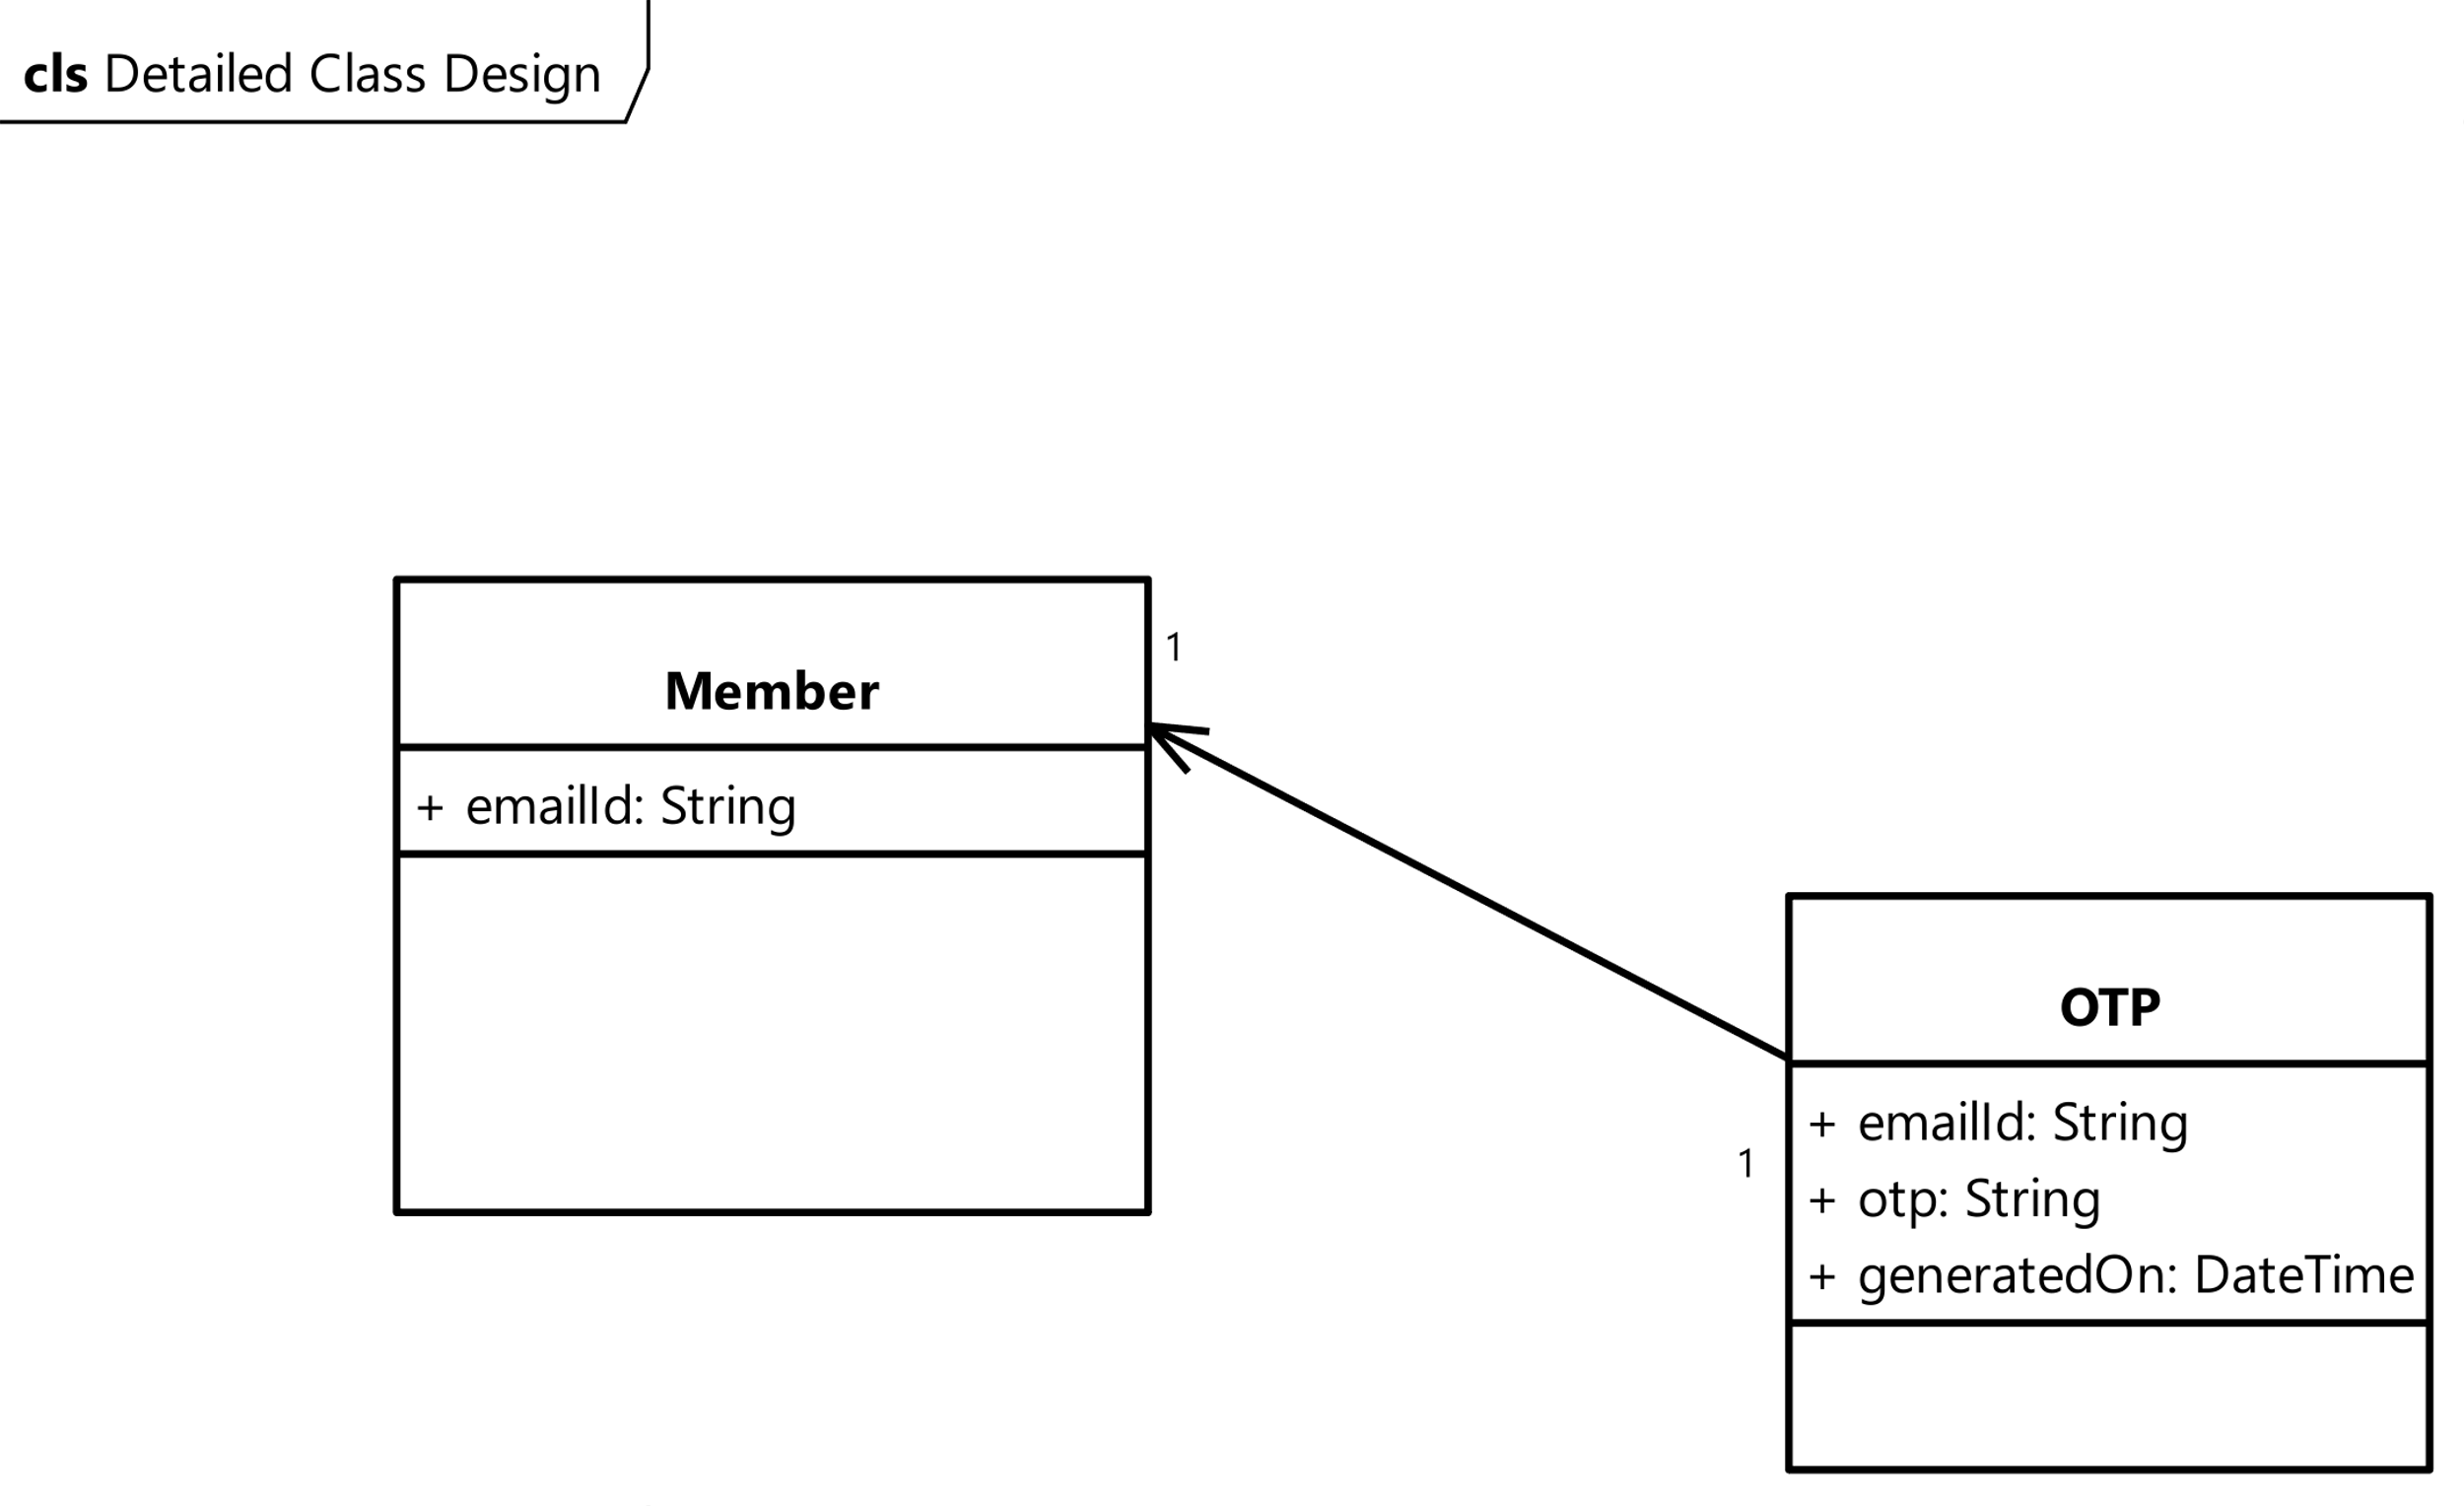 cls Detailed Class Design
1
Member
+ emailId: String
OTP
+ emailId: String
1
+ otp: String
+ generatedOn: DateTime